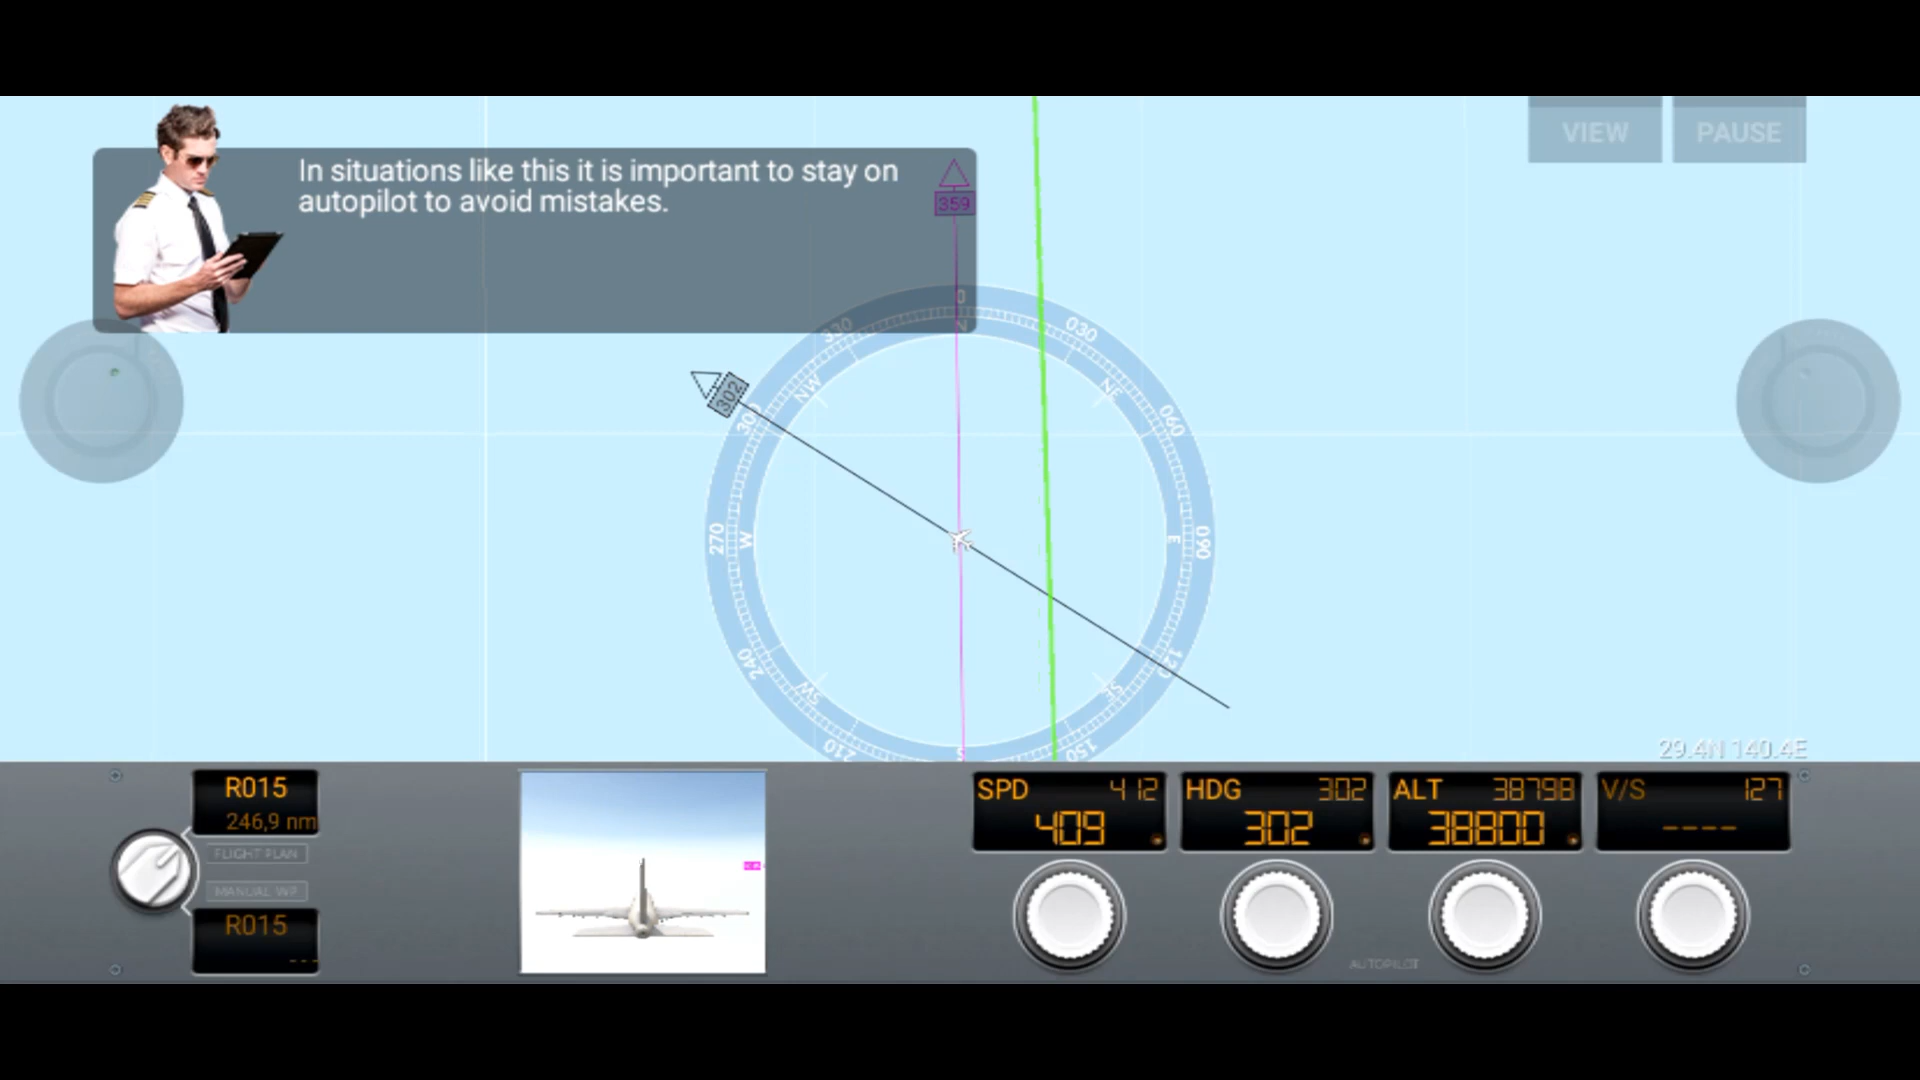 VIEW
PAUSE
In situations like this it is important to stay on
autopilot to avoid mistakes.
359
0
N
330
030
302
300
NW
NE
060
270
W
E
090
240
SW
SE
120
210
S
150
29.4N 140.4E
R015
246,9 nm
FLIGHT PLAN
MANUAL WP
R015
---
SPD 412
409
HDG 302
302
ALT 38798
38800
V/S 127
----
AUTOPILOT